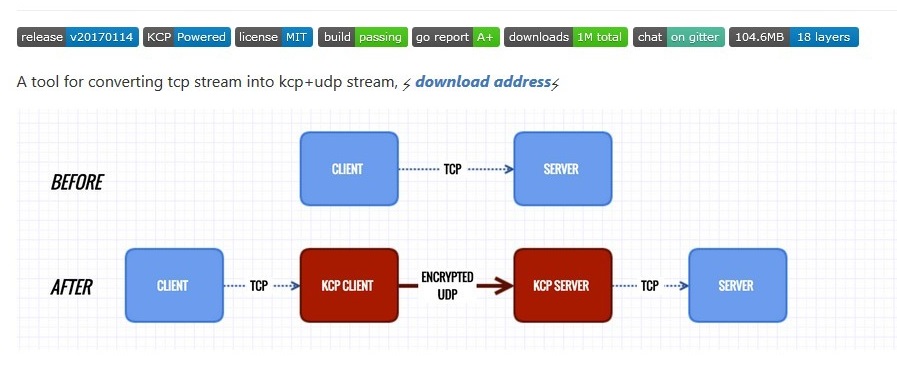 release v20170114 KCP Powered license MIT build passing go report A+ downloads 1M total chat on gitter 104.6MB 18 layers
A tool for converting tcp stream into kcp+udp stream, ⚡ download address⚡
CLIENT TCP SERVER
BEFORE
AFTER CLIENT TCP KCP CLIENT ENCRYPTED UDP KCP SERVER TCP SERVER